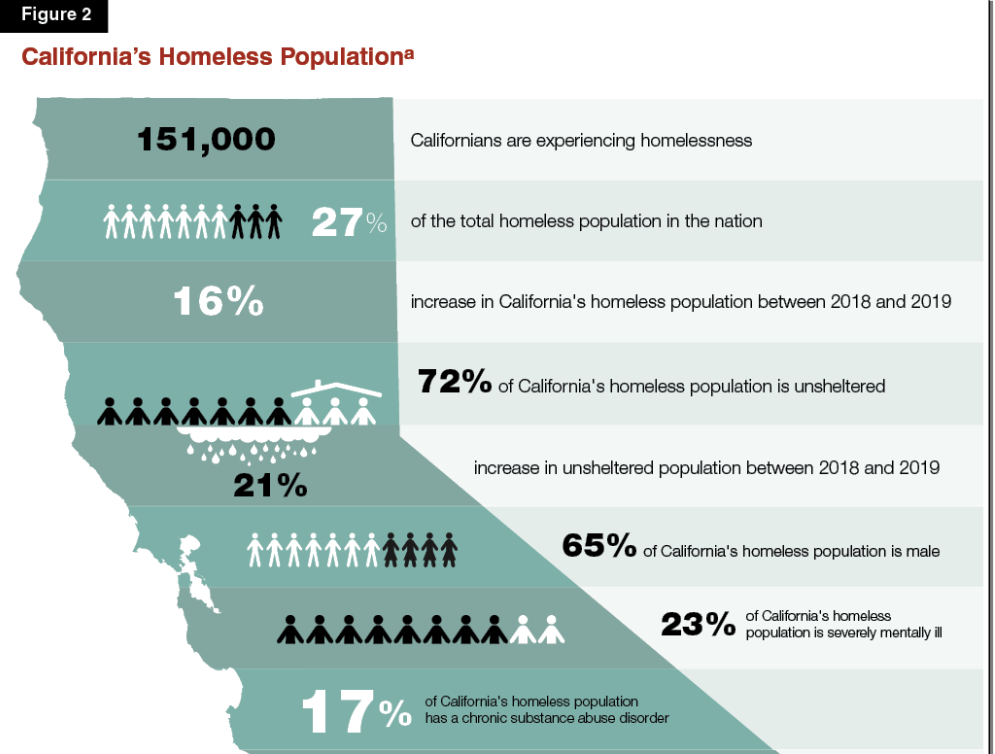 Figure 2
California's Homeless Populationᵃ
151,000 Californians are experiencing homelessness
27% of the total homeless population in the nation
16% increase in California's homeless population between 2018 and 2019
72% of California's homeless population is unsheltered
21% increase in unsheltered population between 2018 and 2019
65% of California's homeless population is male
23% of California's homeless
population is severely mentally ill
17% of California's homeless population
has a chronic substance abuse disorder